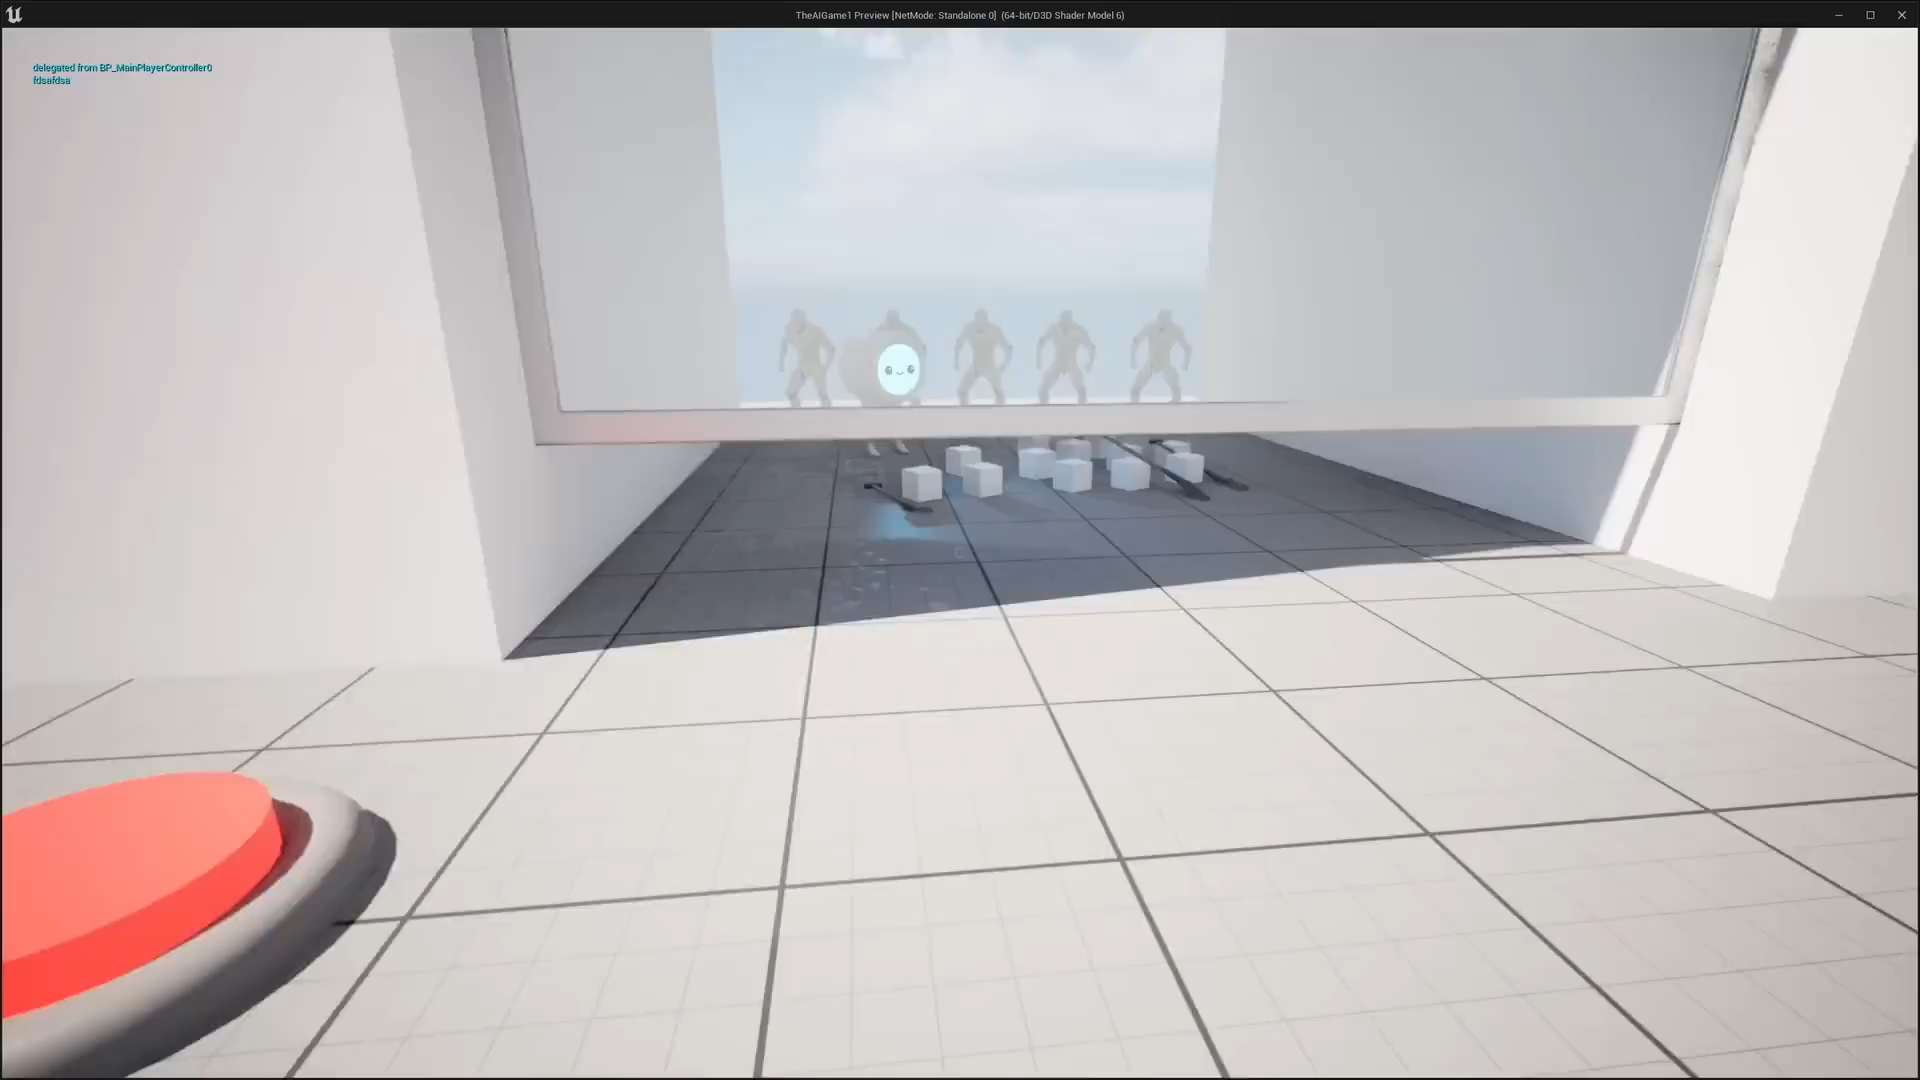 TheAIGame1 Preview [NetMode: Standalone 0] (64-bit/D3D Shader Model 6)
delegated from BP_MainPlayerController0
fdsafdsa